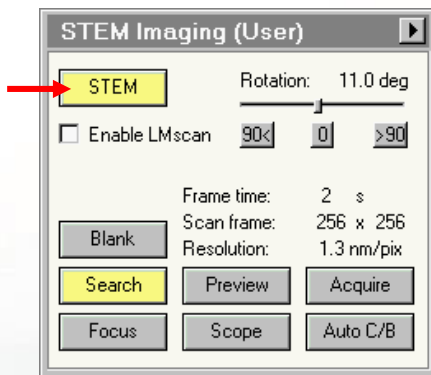 STEM Imaging (User)
STEM
Rotation: 11.0 deg
Enable LMscan 90< 0 >90
Frame time: 2 s
Scan frame: 256 x 256
Blank
Resolution: 1.3 nm/pix
Search Preview Acquire
Focus Scope Auto C/B